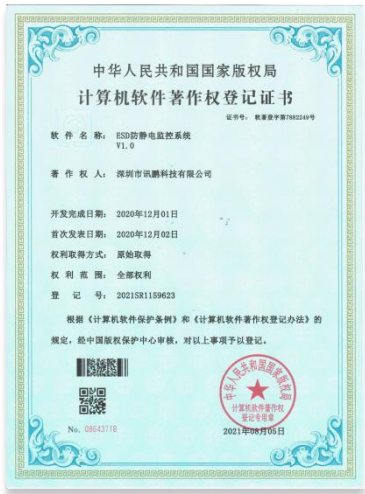 中华人民共和国国家版权局
计算机软件著作权登记证书
证书号： 软著登字第7882249号
软件名称： ESD防静电监控系统
V1.0
著作权人： 深圳市讯鹏科技有限公司
开发完成日期： 2020年12月01日
首次发表日期： 2020年12月02日
权利取得方式： 原始取得
权利范围： 全部权利
登记号： 2021SR1159623
根据《计算机软件保护条例》和《计算机软件著作权登记办法》的
规定，经中国版权保护中心审核，对以上事项予以登记。
中华人民共和国国家版权局
计算机软件著作权
登记专用章
No. 08643718
2021年08月05日